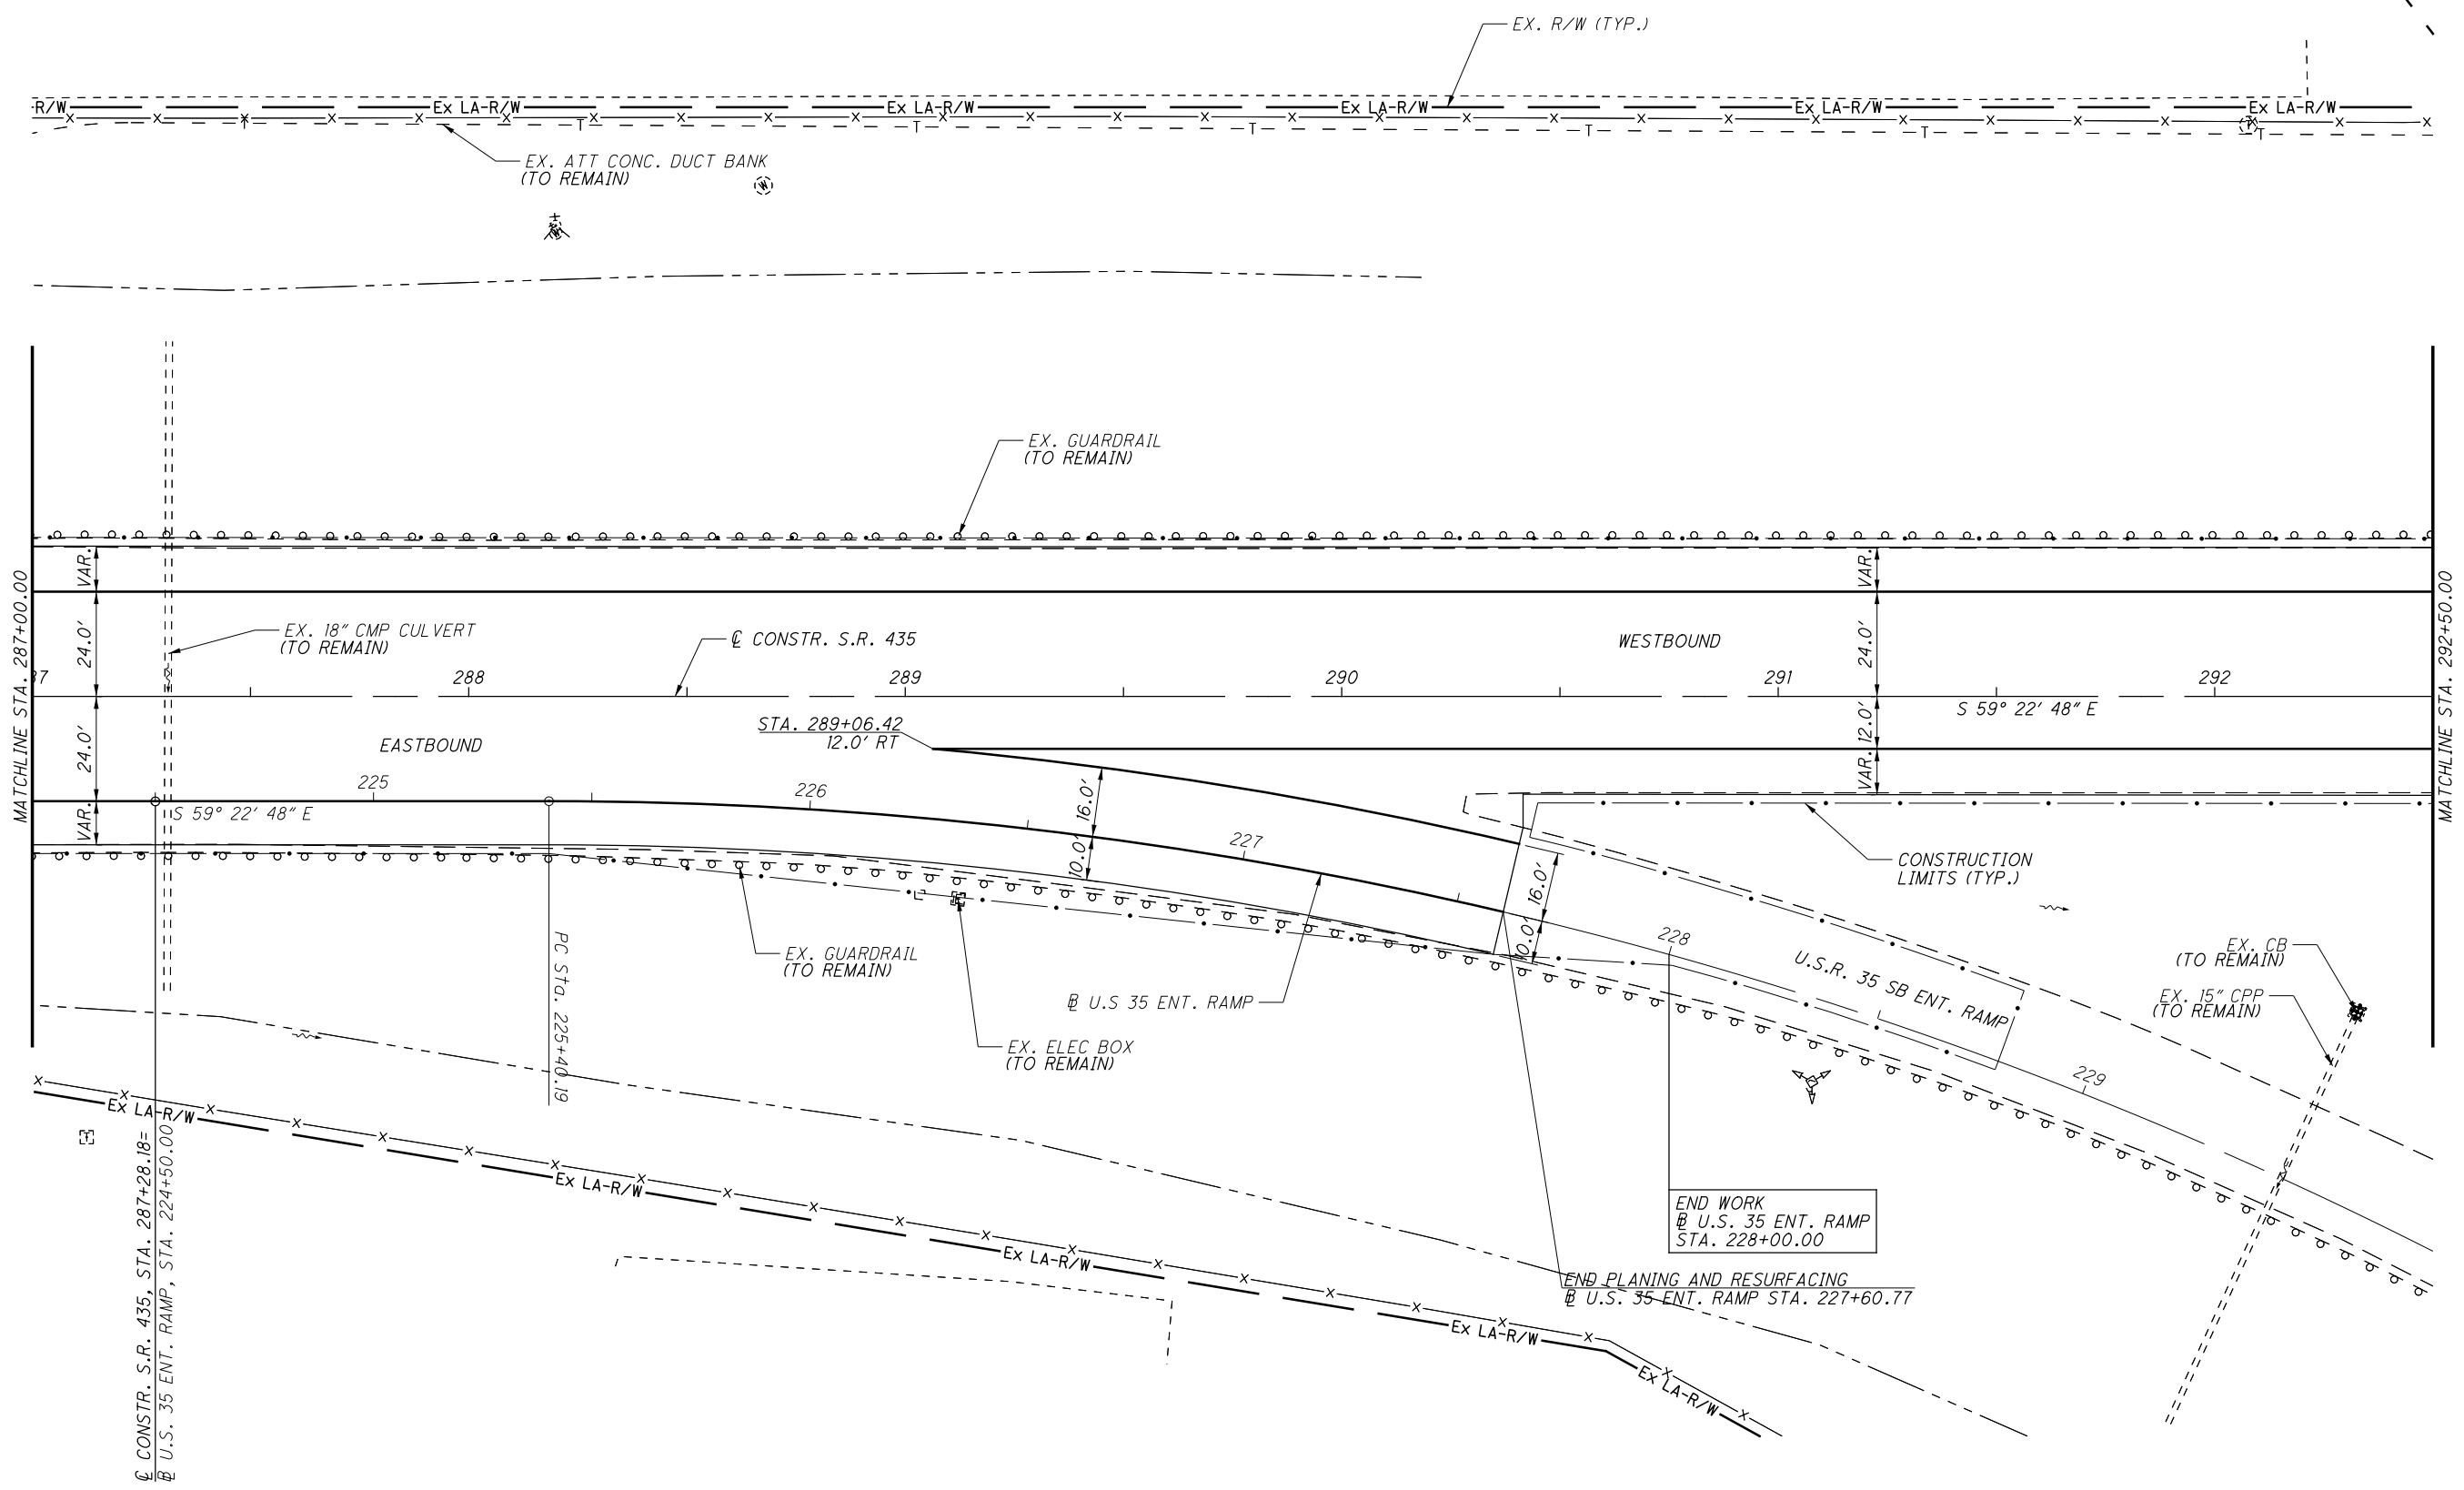 EX. R/W (TYP.)
R/W
Ex LA-R/W
Ex LA-R/W
Ex LA-R/W
Ex LA-R/W
Ex LA-R/W
EX. ATT CONC. DUCT BANK
(TO REMAIN)
W
EX. GUARDRAIL
(TO REMAIN)
MATCHLINE STA. 287+00.00
VAR.
24.0'
24.0'
VAR.
EX. 18" CMP CULVERT
(TO REMAIN)
℄ CONSTR. S.R. 435
WESTBOUND
VAR.
24.0'
12.0'
VAR.
MATCHLINE STA. 292+50.00
87
288
289
290
291
292
S 59° 22' 48" E
STA. 289+06.42
12.0' RT
EASTBOUND
225
226
227
228
229
S 59° 22' 48" E
16.0'
10.0'
16.0'
10.0'
CONSTRUCTION
LIMITS (TYP.)
PC Sta. 225+40.19
EX. GUARDRAIL
(TO REMAIN)
EX. ELEC BOX
(TO REMAIN)
B̲L U.S 35 ENT. RAMP
U.S.R. 35 SB ENT. RAMP
EX. CB
(TO REMAIN)
EX. 15" CPP
(TO REMAIN)
END WORK
B̲L U.S. 35 ENT. RAMP
STA. 228+00.00
END PLANING AND RESURFACING
B̲L U.S. 35 ENT. RAMP STA. 227+60.77
℄ CONSTR. S.R. 435, STA. 287+28.18=
B̲L U.S. 35 ENT. RAMP, STA. 224+50.00
Ex LA-R/W
Ex LA-R/W
Ex LA-R/W
Ex LA-R/W
Ex LA-R/W